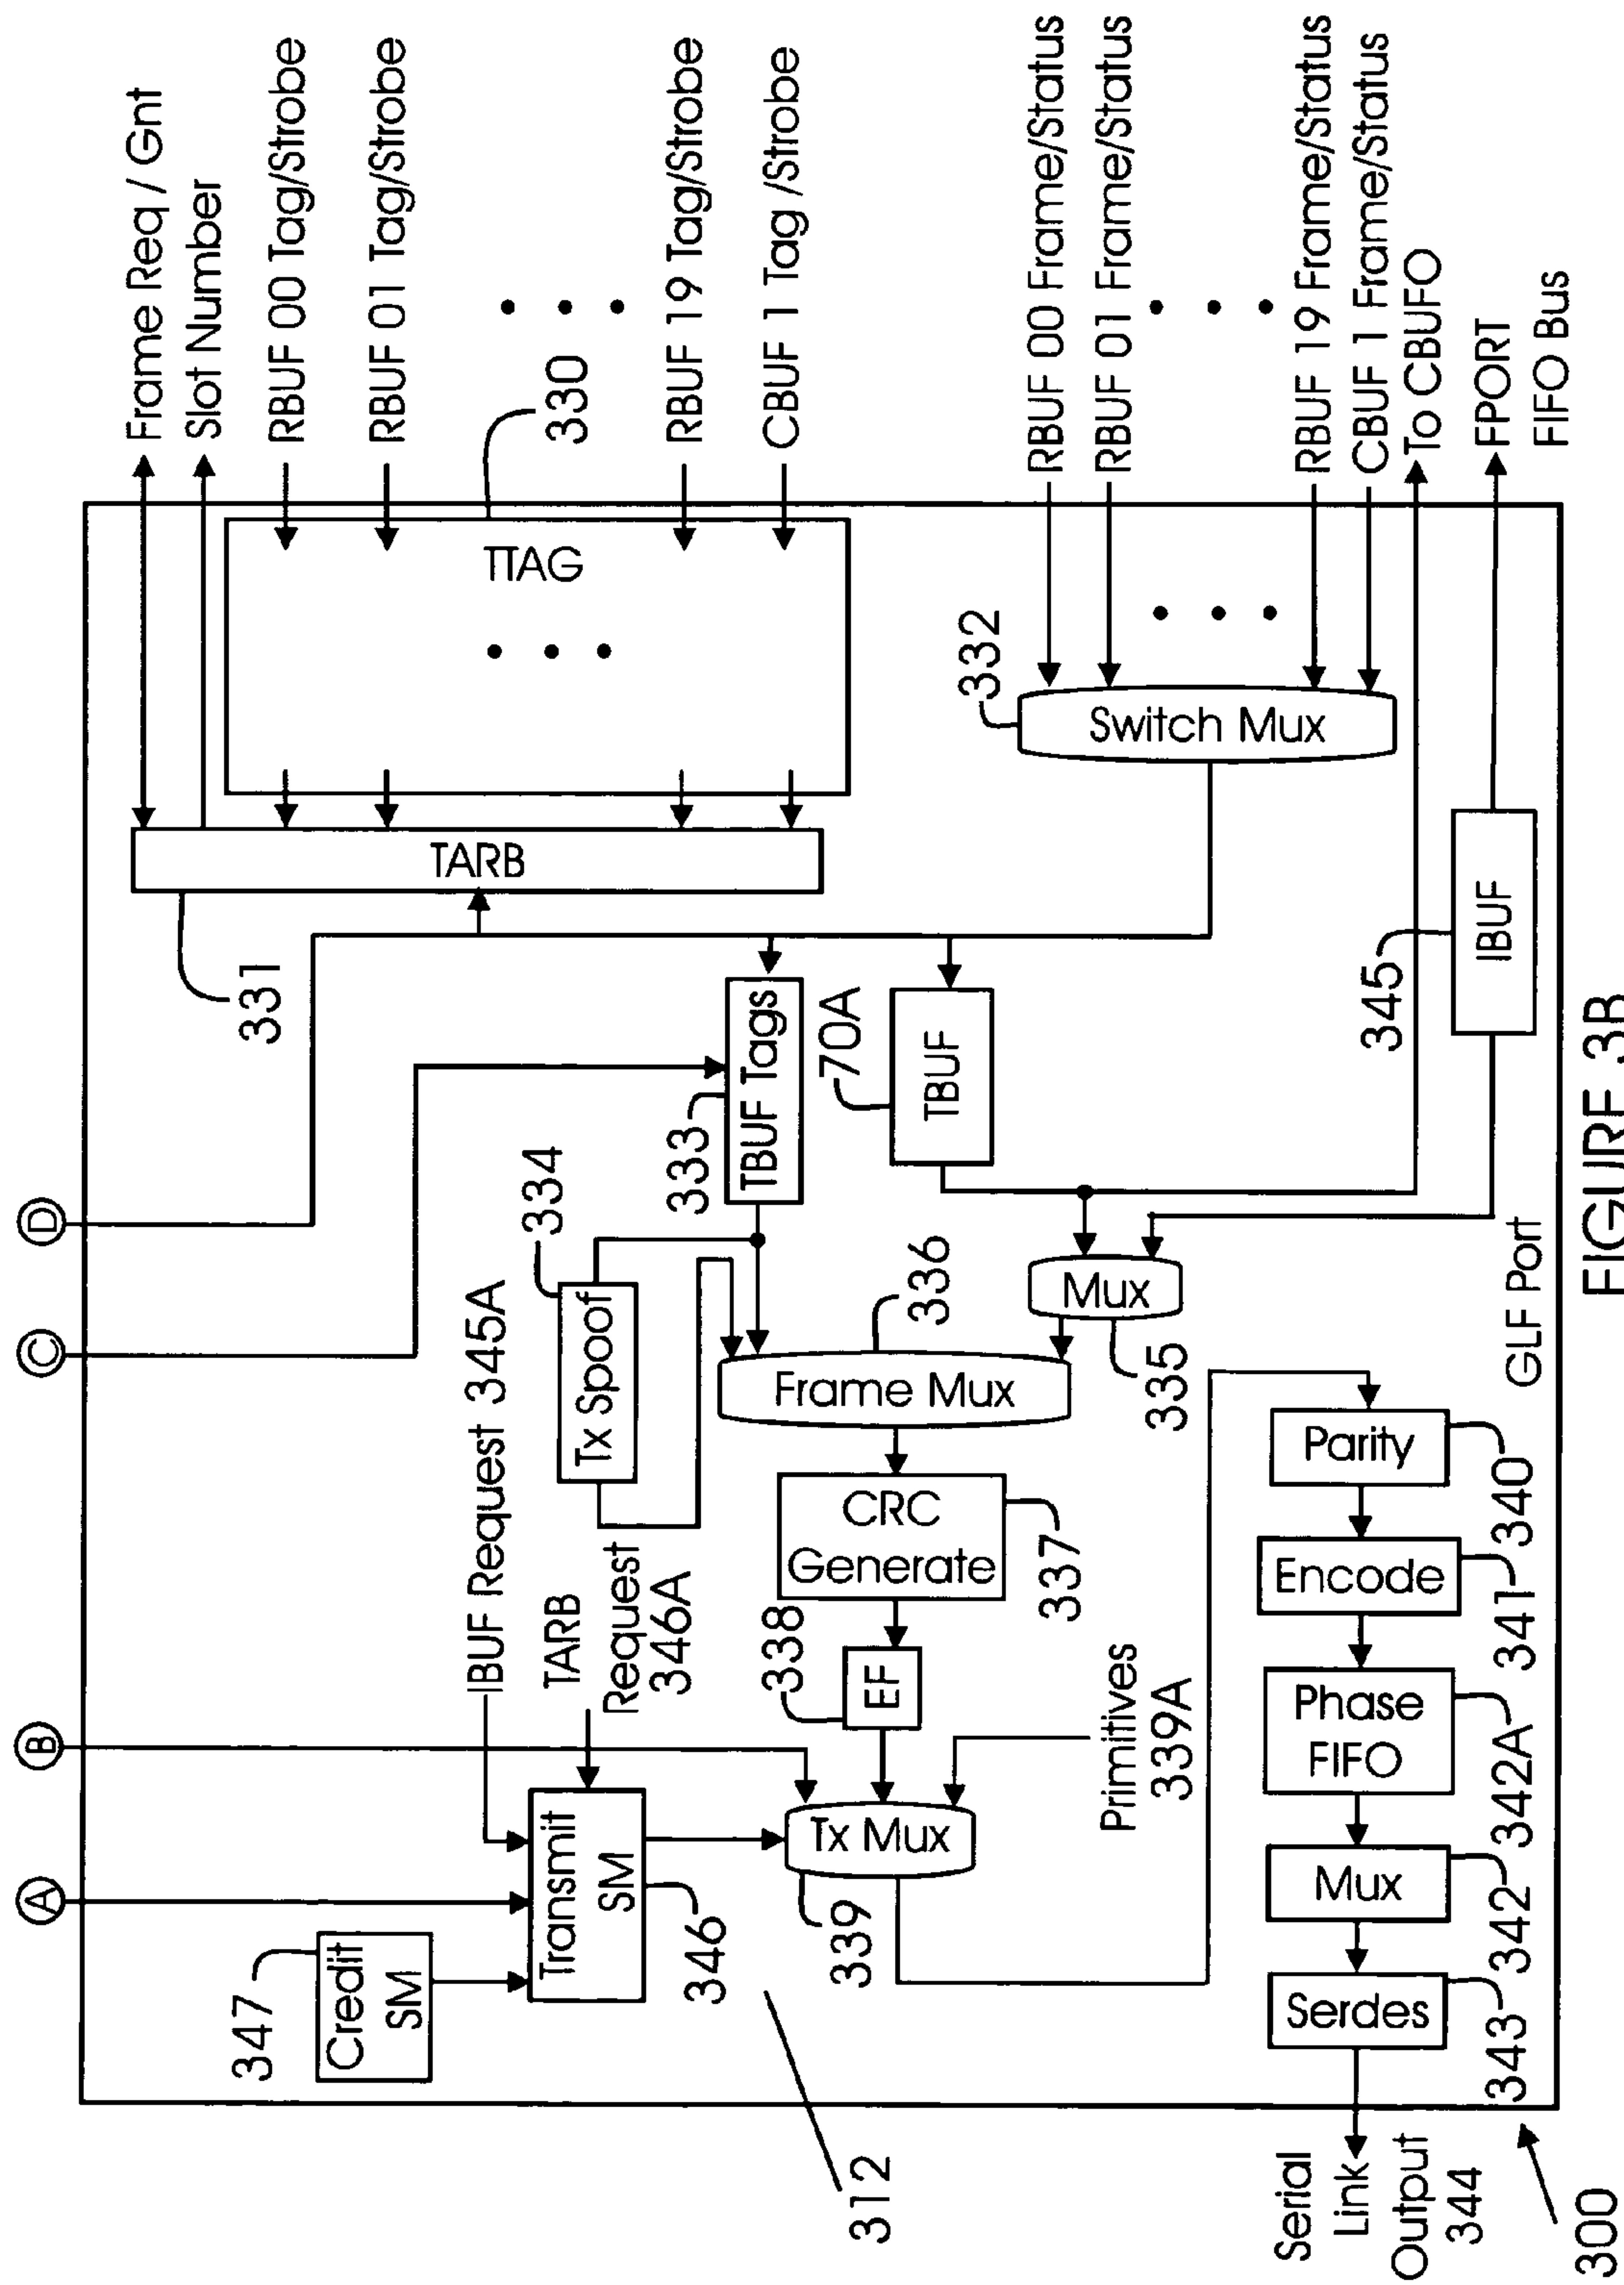 A
B
C
D
347
Credit
SM
IBUF Request 345A
TARB
Request
346A
Transmit
SM
346
312
334
Tx Spoof
333
TBUF Tags
331
TARB
TTAG
330
Frame Req / Gnt
Slot Number
RBUF 00 Tag/Strobe
RBUF 01 Tag/Strobe
RBUF 19 Tag/Strobe
CBUF 1 Tag /Strobe
339
Tx Mux
338
EF
CRC
Generate
337
Frame Mux
336
70A
TBUF
332
Switch Mux
RBUF 00 Frame/Status
RBUF 01 Frame/Status
RBUF 19 Frame/Status
CBUF 1 Frame/Status
To CBUFO
FPORT
FIFO Bus
Primitives
339A
Mux
335
345
IBUF
Serial
Link
Output
344
Serdes
343
Mux
342
Phase
FIFO
342A
Encode
341
Parity
340
GLF Port
300
FIGURE 3B